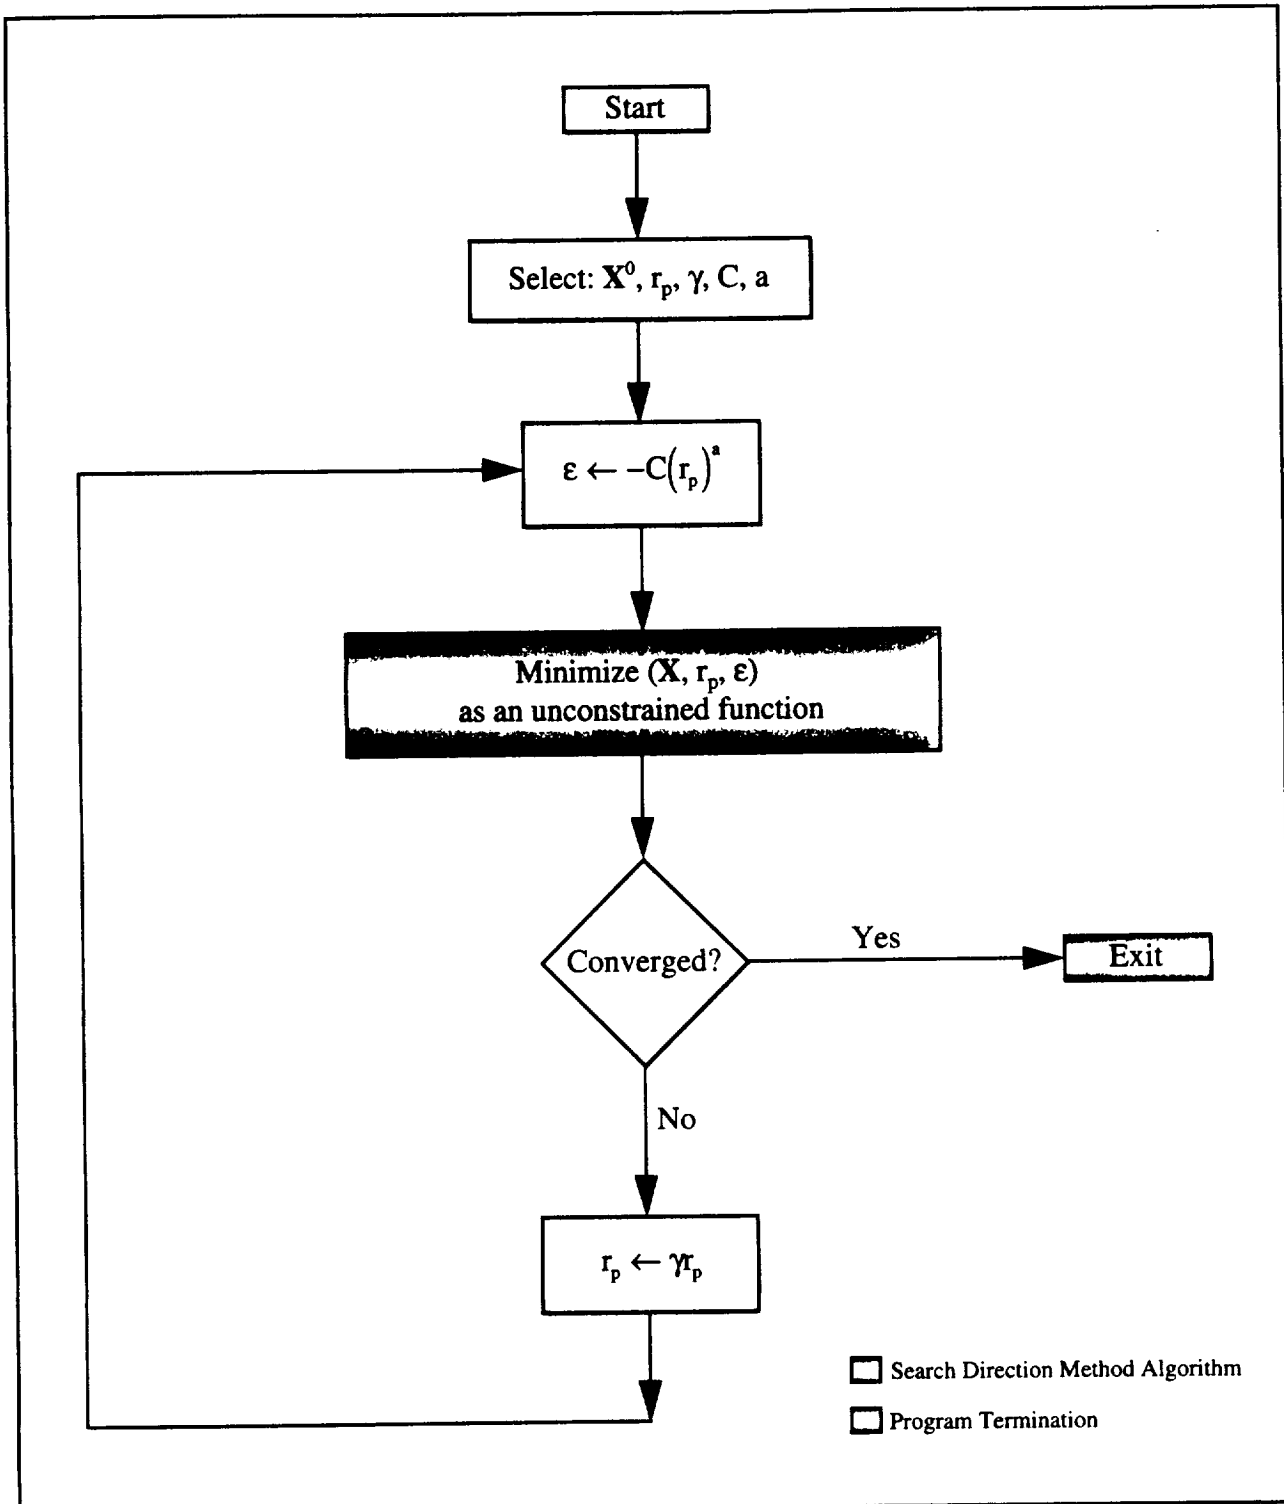 Start
Select: X⁰, rₚ, γ, C, a
ε ← −C(rₚ)ᵃ
Minimize (X, rₚ, ε)
as an unconstrained function
Converged?
Yes
Exit
No
rₚ ← γrₚ
Search Direction Method Algorithm
Program Termination